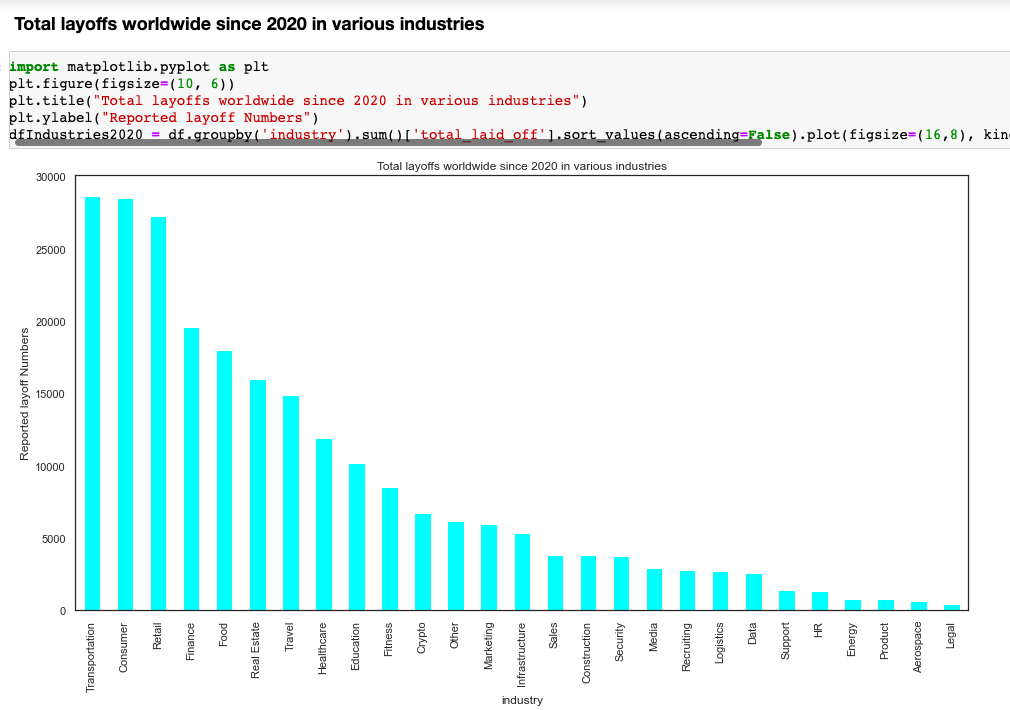 Total layoffs worldwide since 2020 in various industries
import matplotlib.pyplot as plt
plt.figure(figsize=(10, 6))
plt.title("Total layoffs worldwide since 2020 in various industries")
plt.ylabel("Reported layoff Numbers")
dfIndustries2020 = df.groupby('industry').sum()['total_laid_off'].sort_values(ascending=False).plot(figsize=(16,8), kin
Total layoffs worldwide since 2020 in various industries
30000
25000
20000
15000
10000
5000
0
Reported layoff Numbers
Transportation
Consumer
Retail
Finance
Food
Real Estate
Travel
Healthcare
Education
Fitness
Crypto
Other
Marketing
Infrastructure
Sales
Construction
Security
Media
Recruiting
Logistics
Data
Support
HR
Energy
Product
Aerospace
Legal
industry